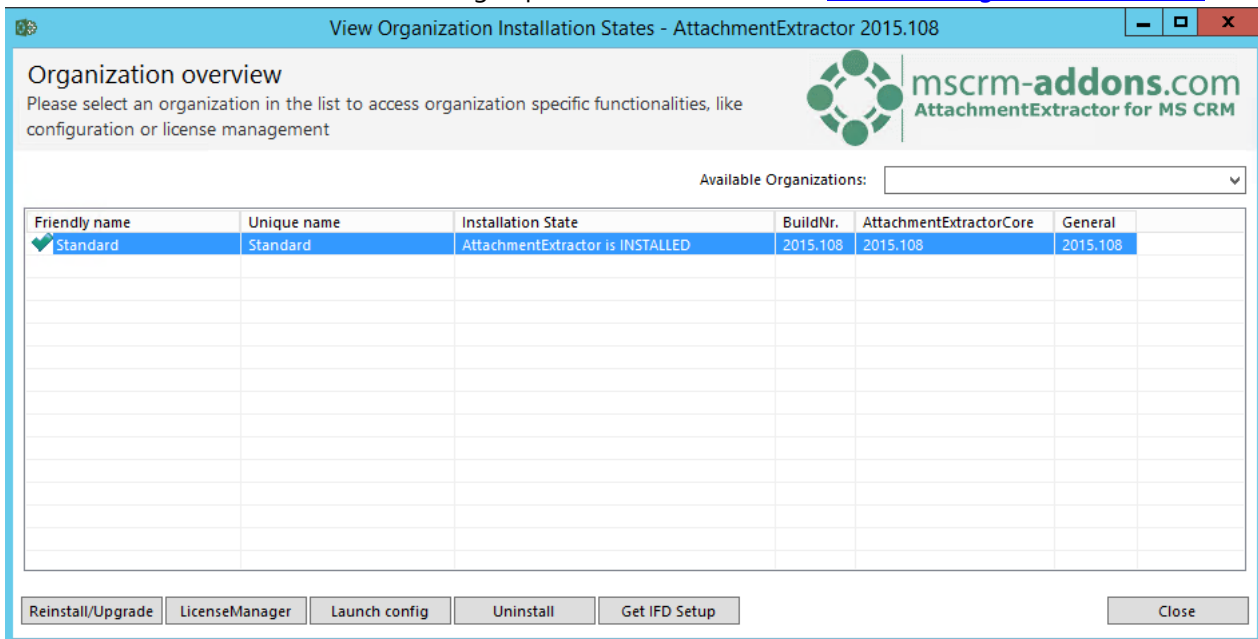 View Organization Installation States - AttachmentExtractor 2015.108
Organization overview
Please select an organization in the list to access organization specific functionalities, like
configuration or license management
mscrm-addons.com
AttachmentExtractor for MS CRM
Available Organizations:
Friendly name Unique name Installation State BuildNr. AttachmentExtractorCore General
Standard Standard AttachmentExtractor is INSTALLED 2015.108 2015.108 2015.108
Reinstall/Upgrade LicenseManager Launch config Uninstall Get IFD Setup Close